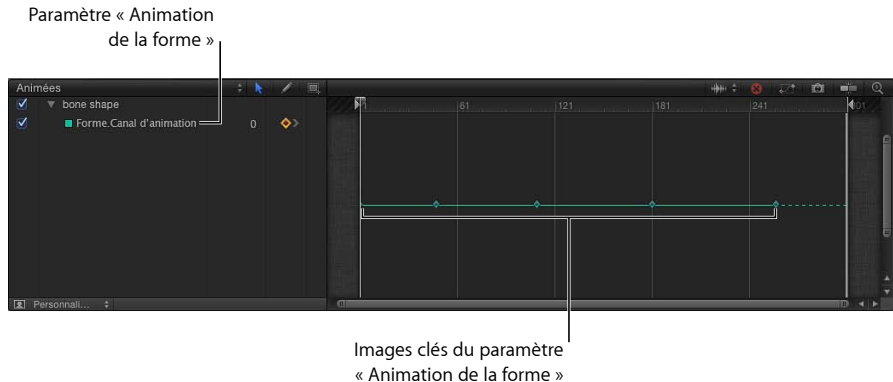 Paramètre « Animation
de la forme »
Animées
bone shape
Forme.Canal d'animation
0
1
61
121
181
241
301
Personnali...
Images clés du paramètre
« Animation de la forme »